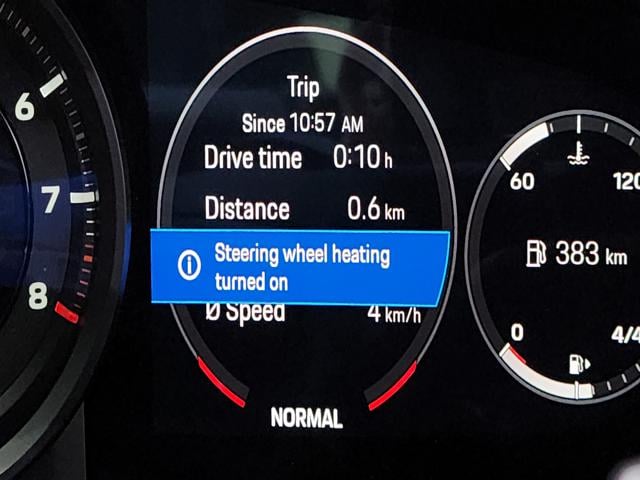 6
7
8
Trip
Since 10:57 AM
Drive time 0:10 h
Distance 0.6 km
Steering wheel heating
turned on
Ø Speed 4 km/h
NORMAL
60 120
383 km
0 4/4